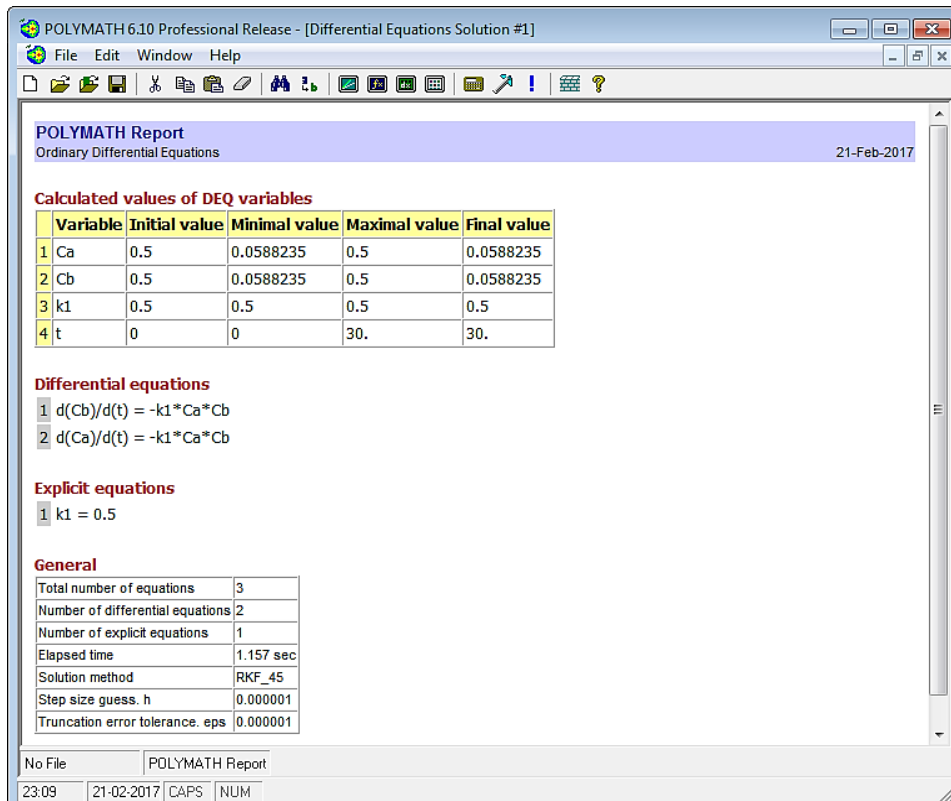 POLYMATH 6.10 Professional Release - [Differential Equations Solution #1]
File Edit Window Help
POLYMATH Report
Ordinary Differential Equations 21-Feb-2017
Calculated values of DEQ variables
Variable Initial value Minimal value Maximal value Final value
1 Ca 0.5 0.0588235 0.5 0.0588235
2 Cb 0.5 0.0588235 0.5 0.0588235
3 k1 0.5 0.5 0.5 0.5
4 t 0 0 30. 30.
Differential equations
1 d(Cb)/d(t) = -k1*Ca*Cb
2 d(Ca)/d(t) = -k1*Ca*Cb
Explicit equations
1 k1 = 0.5
General
Total number of equations 3
Number of differential equations 2
Number of explicit equations 1
Elapsed time 1.157 sec
Solution method RKF_45
Step size guess. h 0.000001
Truncation error tolerance. eps 0.000001
No File POLYMATH Report
23:09 21-02-2017 CAPS NUM